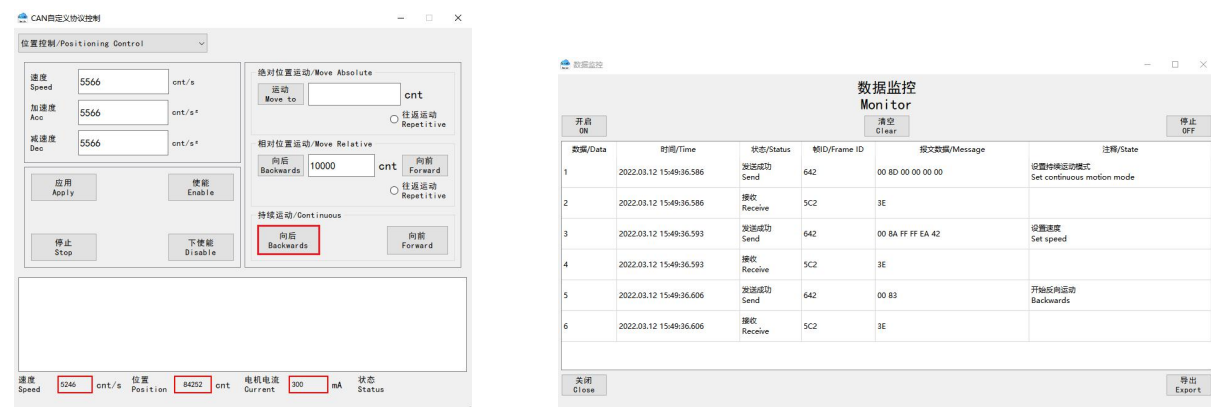 CAN自定义协议控制
位置控制/Positioning Control
速度
Speed
5566
cnt/s
加速度
Acc
5566
cnt/s²
减速度
Dec
5566
cnt/s²
应用
Apply
使能
Enable
停止
Stop
下使能
Disable
绝对位置运动/Move Absolute
运动
Move to
cnt
往返运动
Repetitive
相对位置运动/Move Relative
向后
Backwards
10000
cnt
向前
Forward
往返运动
Repetitive
持续运动/Continuous
向后
Backwards
向前
Forward
速度
Speed
5246
cnt/s
位置
Position
84252
cnt
电机电流
Current
300
mA
状态
Status
数据监控
数据监控
Monitor
开启
ON
清空
Clear
停止
OFF
数据/Data 时间/Time 状态/Status 帧ID/Frame ID 报文数据/Message 注释/State
1 2022.03.12 15:49:36.586 发送成功 Send 642 00 8D 00 00 00 00 设置持续运动模式 Set continuous motion mode
2 2022.03.12 15:49:36.586 接收 Receive 5C2 3E
3 2022.03.12 15:49:36.593 发送成功 Send 642 00 8A FF FF EA 42 设置速度 Set speed
4 2022.03.12 15:49:36.593 接收 Receive 5C2 3E
5 2022.03.12 15:49:36.606 发送成功 Send 642 00 83 开始反向运动 Backwards
6 2022.03.12 15:49:36.606 接收 Receive 5C2 3E
关闭
Close
导出
Export